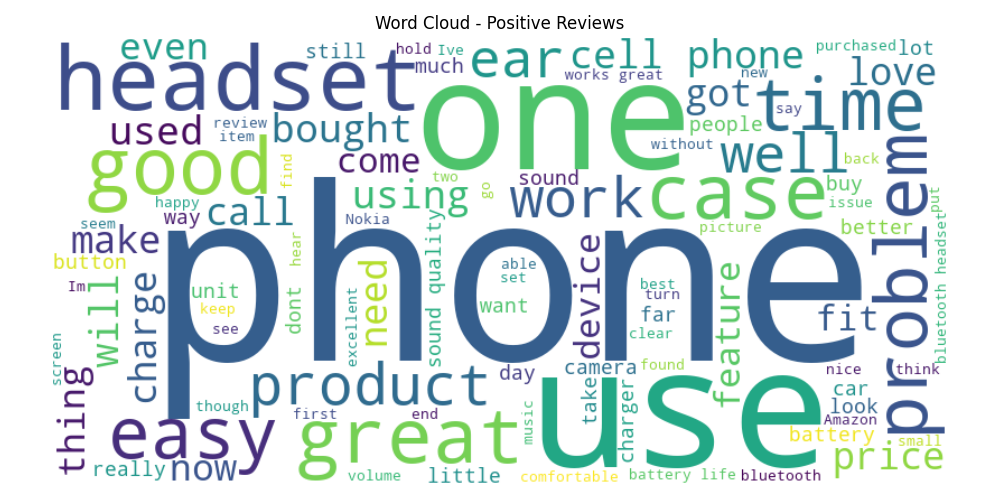 Word Cloud - Positive Reviews
even
still
hold
Ive
much
ear
cell
works great
phone
new
purchased
lot
love
headset
one
got
time
say
used
review
item
bought
people
without
well
back
good
find
come
using
two
go
sound
work
case
buy
issue
problem
put
happy
way
call
Nokia
seem
make
picture
better
button
phone
hear
dont
excellent
need
sound quality
able
set
want
device
best
turn
far
clear
feature
fit
bluetooth headset
Im
will
charge
unit
keep
see
screen
thing
product
day
camera
found
nice
think
though
first
end
music
use
take
charger
car
look
Amazon
battery
small
easy
great
price
really
now
volume
little
comfortable
battery life
bluetooth